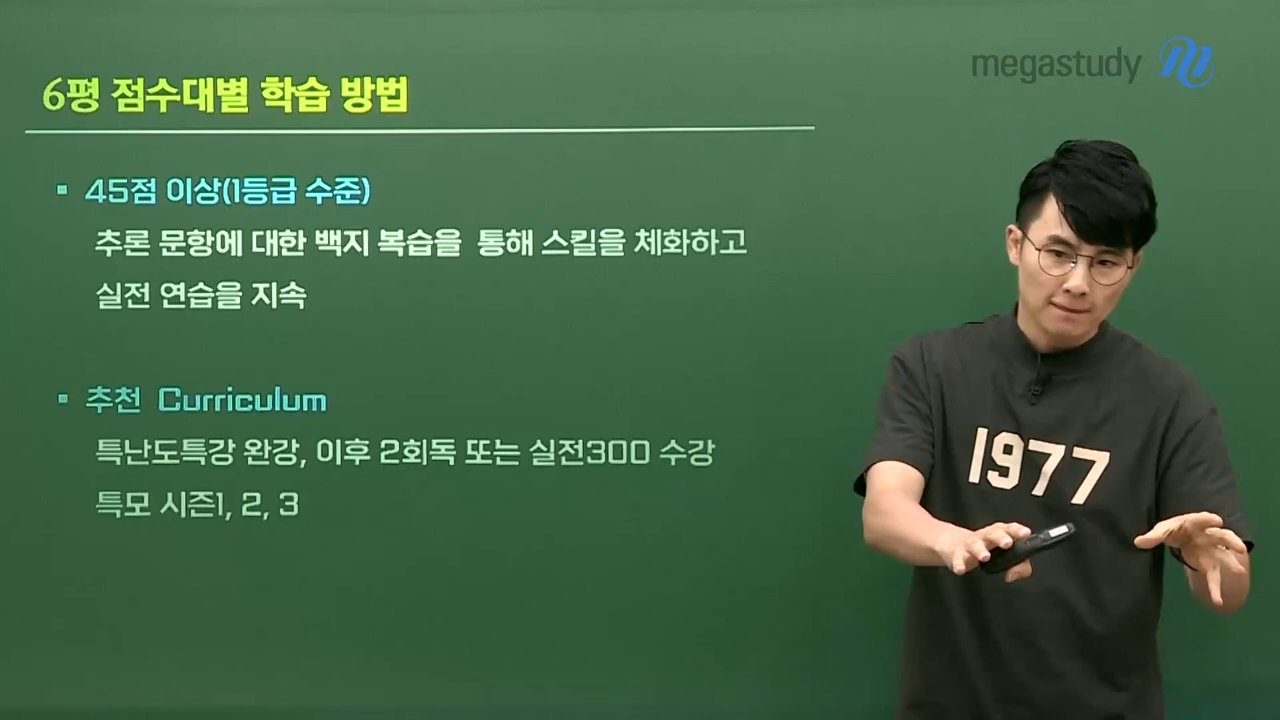 megastudy
6평 점수대별 학습 방법
45점 이상(1등급 수준)
추론 문항에 대한 백지 복습을 통해 스킬을 체화하고
실전 연습을 지속
추천 Curriculum
특난도특강 완강, 이후 2회독 또는 실전300 수강
특모 시즌1, 2, 3
1977